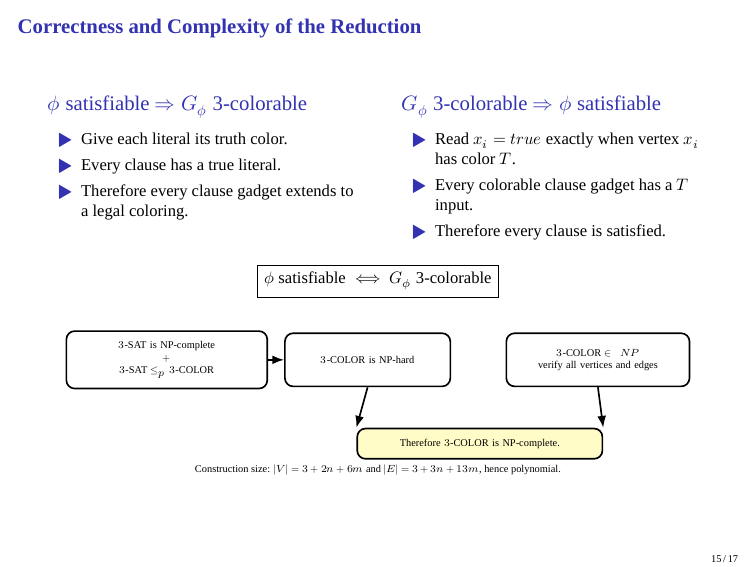 Correctness and Complexity of the Reduction
ϕ satisfiable ⇒ G_ϕ 3-colorable
▶ Give each literal its truth color.
▶ Every clause has a true literal.
▶ Therefore every clause gadget extends to
a legal coloring.
G_ϕ 3-colorable ⇒ ϕ satisfiable
▶ Read x_i = true exactly when vertex x_i
has color T.
▶ Every colorable clause gadget has a T
input.
▶ Therefore every clause is satisfied.
ϕ satisfiable ⟺ G_ϕ 3-colorable
3-SAT is NP-complete
+
3-SAT ≤_p 3-COLOR
3-COLOR is NP-hard
3-COLOR ∈ NP
verify all vertices and edges
Therefore 3-COLOR is NP-complete.
Construction size: |V| = 3 + 2n + 6m and |E| = 3 + 3n + 13m, hence polynomial.
15 / 17